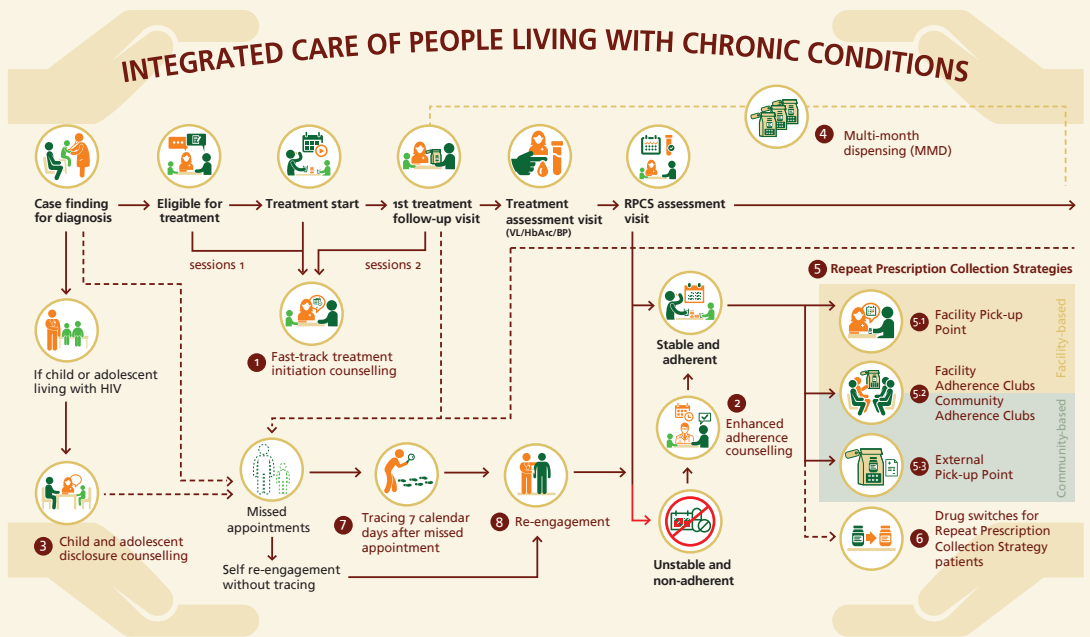 INTEGRATED CARE OF PEOPLE LIVING WITH CHRONIC CONDITIONS
4
Multi-month
dispensing (MMD)
Case finding
for diagnosis
Eligible for
treatment
Treatment start
1st treatment
follow-up visit
Treatment
assessment visit
(VL/HbA1c/BP)
RPCS assessment
visit
sessions 1
sessions 2
1
Fast-track treatment
initiation counselling
If child or adolescent
living with HIV
3
Child and adolescent
disclosure counselling
Missed
appointments
Self re-engagement
without tracing
7
Tracing 7 calendar
days after missed
appointment
8
Re-engagement
Stable and
adherent
2
Enhanced
adherence
counselling
Unstable and
non-adherent
5
Repeat Prescription Collection Strategies
5.1
Facility Pick-up
Point
5.2
Facility
Adherence Clubs
Community
Adherence Clubs
5.3
External
Pick-up Point
Facility-based
Community-based
6
Drug switches for
Repeat Prescription
Collection Strategy
patients